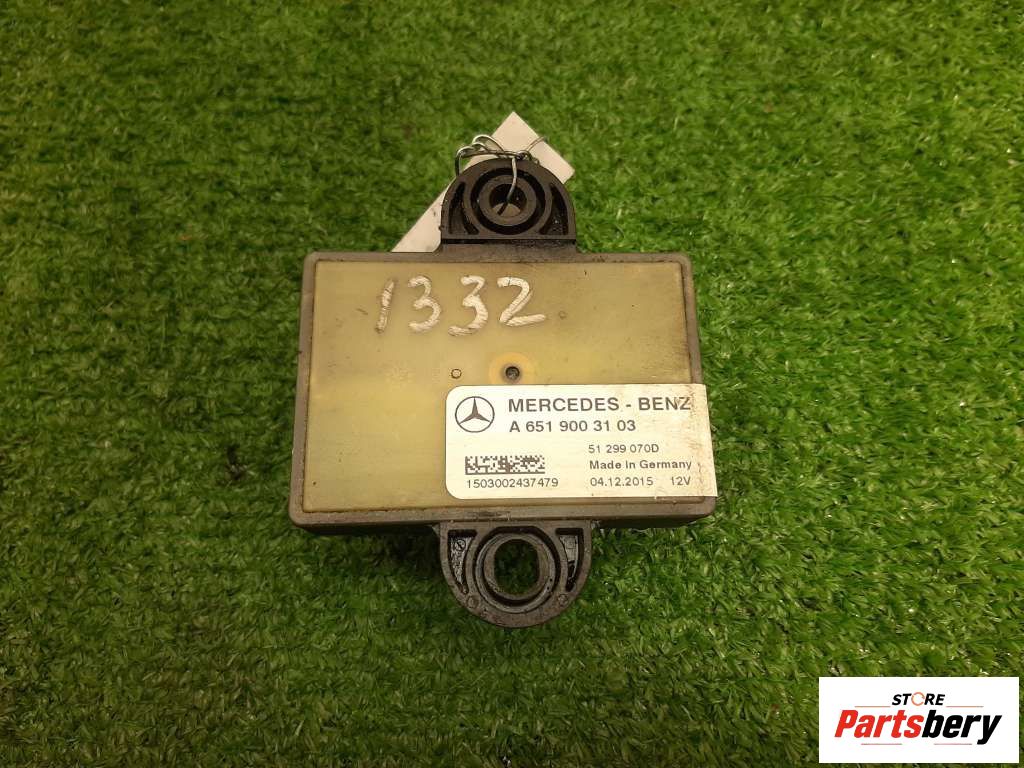 1332
MERCEDES - BENZ
A 651 900 31 03
51 299 070D
Made in Germany
1503002437479 04.12.2015 12V
STORE
Partsbery